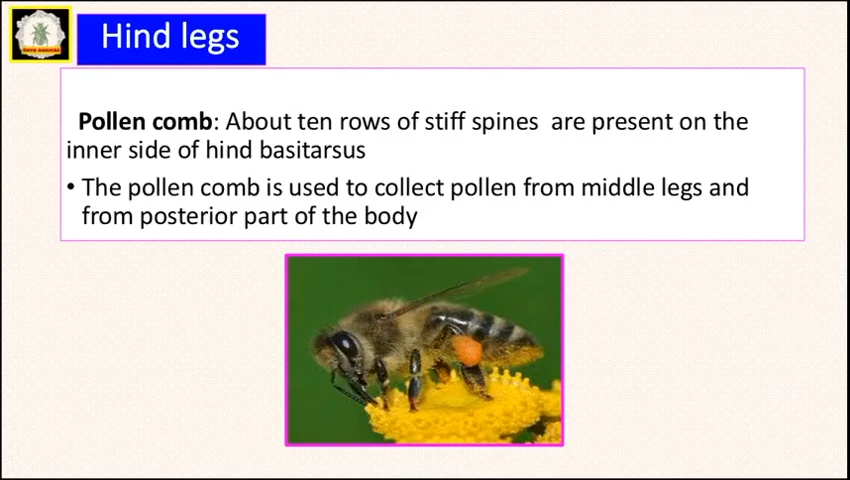 Hind legs
Pollen comb: About ten rows of stiff spines are present on the
inner side of hind basitarsus
• The pollen comb is used to collect pollen from middle legs and
from posterior part of the body